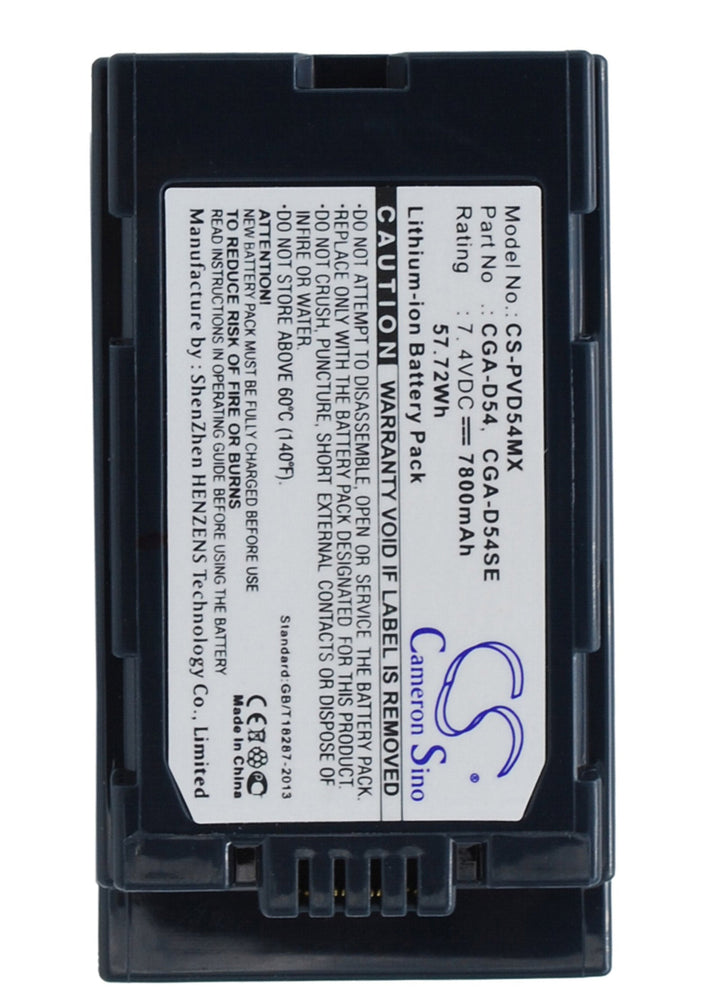 Model No.: CS-PVD54MX
Part No : CGA-D54, CGA-D54SE
Rating : 7.4VDC 7800mAh
57.72Wh
Lithium-ion Battery Pack
CS ®
Cameron Sino
CAUTION WARRANTY VOID IF LABEL IS REMOVED
•DO NOT ATTEMPT TO DISASSEMBLE, OPEN OR SERVICE THE BATTERY PACK.
•REPLACE ONLY WITH THE BATTERY PACK DESIGNATED FOR THIS PRODUCT.
•DO NOT CRUSH, PUNCTURE, SHORT EXTERNAL CONTACTS OR DISPOSE OF
IN FIRE OR WATER.
•DO NOT STORE ABOVE 60℃ (140℉).
Standard:GB/T18287-2013
ATTENTION!
NEW BATTERY PACK MUST BE FULLY CHARGED BEFORE USE
TO REDUCE RISK OF FIRE OR BURNS
READ INSTRUCTIONS OF YOUR DEVICE BEFORE USING THE BATTERY
CE
Made in China
Manufacture by : ShenZhen HENZENS Technology Co., Limited